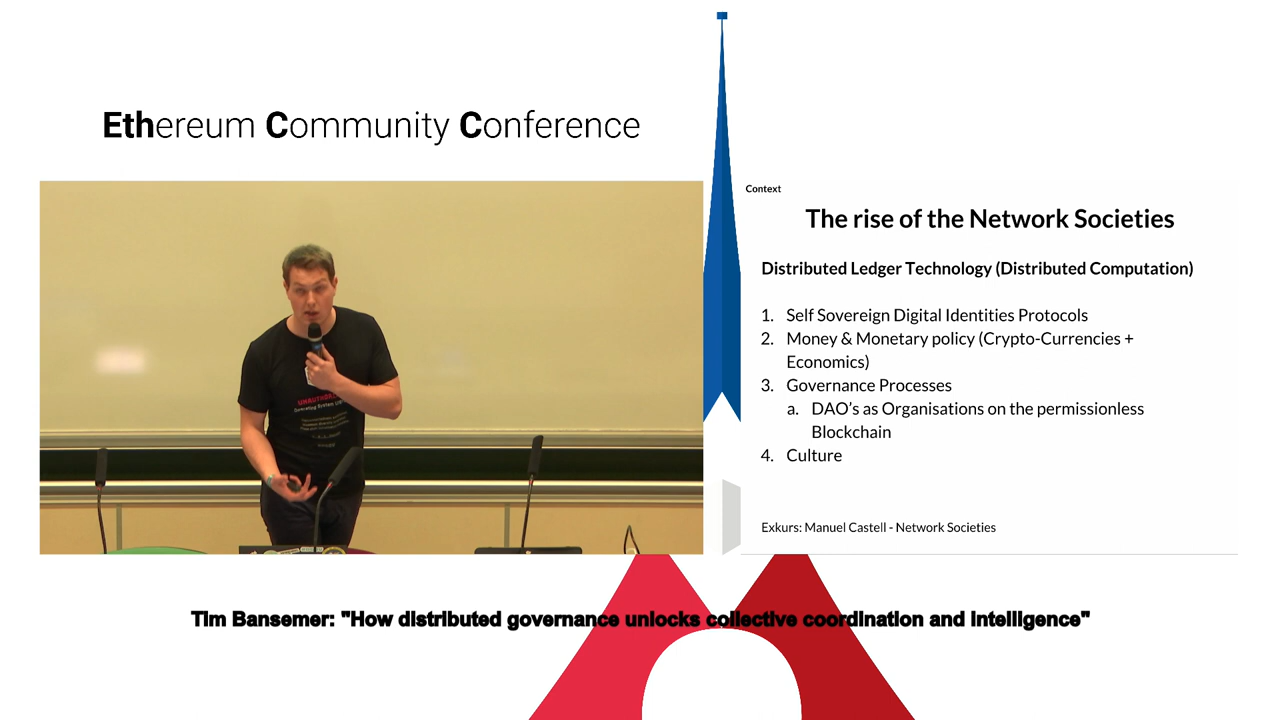 Ethereum Community Conference
Context
The rise of the Network Societies
Distributed Ledger Technology (Distributed Computation)
1. Self Sovereign Digital Identities Protocols
2. Money & Monetary policy (Crypto-Currencies +
Economics)
3. Governance Processes
a. DAO's as Organisations on the permissionless
Blockchain
4. Culture
Exkurs: Manuel Castell - Network Societies
Tim Bansemer: "How distributed governance unlocks collective coordination and intelligence"